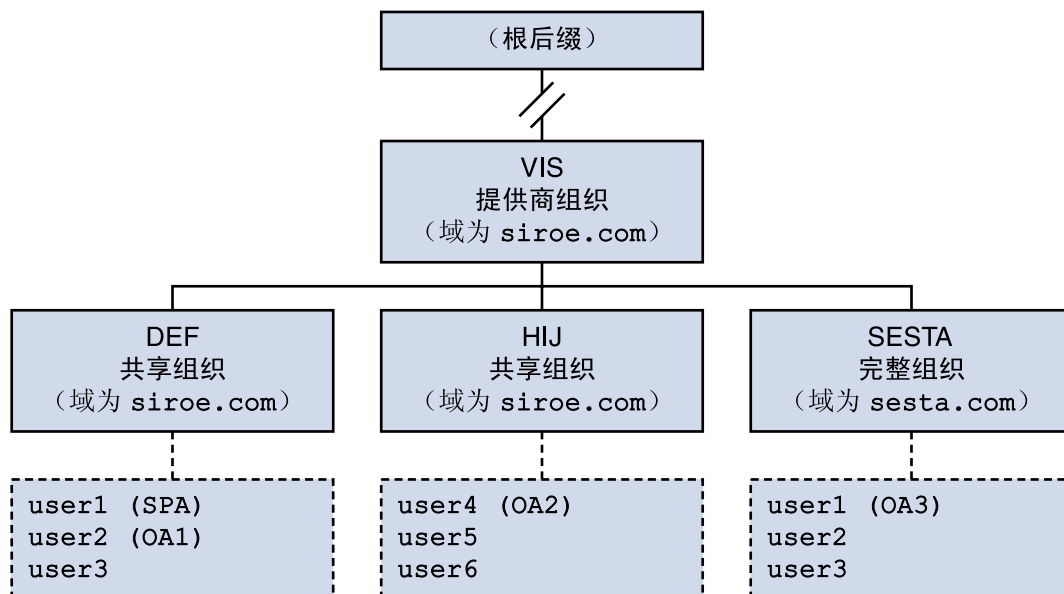 （根后缀）
VIS
提供商组织
（域为 siroe.com）
DEF
共享组织
（域为 siroe.com）
HIJ
共享组织
（域为 siroe.com）
SESTA
完整组织
（域为 sesta.com）
user1 (SPA)
user2 (OA1)
user3
user4 (OA2)
user5
user6
user1 (OA3)
user2
user3